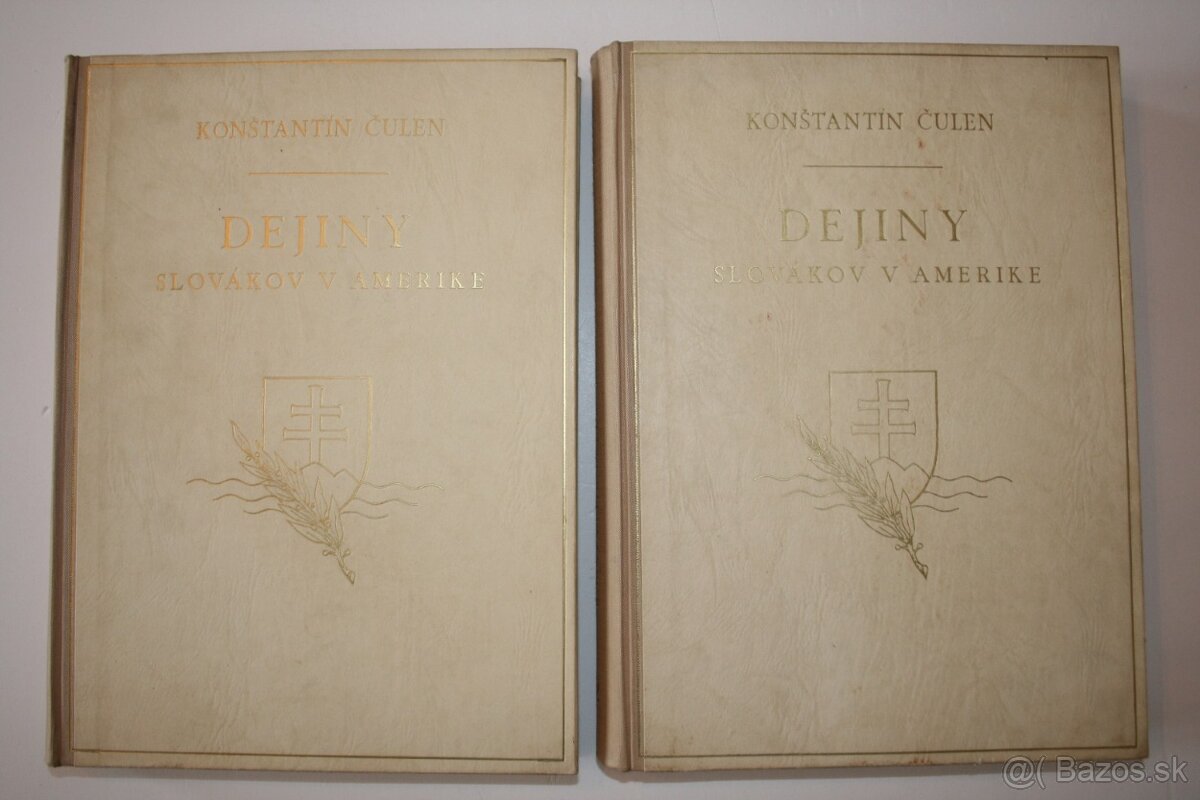 KONŠTANTÍN ČULEN
DEJINY
SLOVÁKOV V AMERIKE
KONŠTANTÍN ČULEN
DEJINY
SLOVÁKOV V AMERIKE
@( Bazos.sk